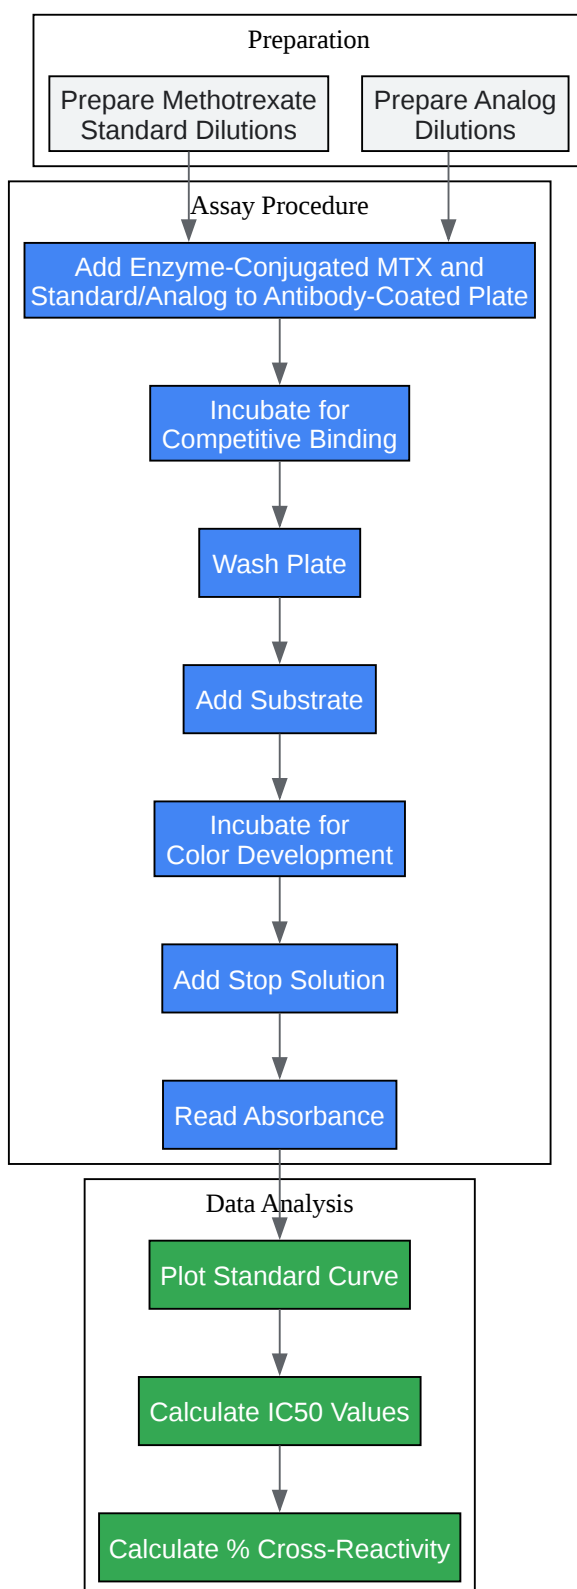 Preparation
Prepare Methotrexate
Standard Dilutions
Prepare Analog
Dilutions
Assay Procedure
Add Enzyme-Conjugated MTX and
Standard/Analog to Antibody-Coated Plate
Incubate for
Competitive Binding
Wash Plate
Add Substrate
Incubate for
Color Development
Add Stop Solution
Read Absorbance
Data Analysis
Plot Standard Curve
Calculate IC50 Values
Calculate % Cross-Reactivity